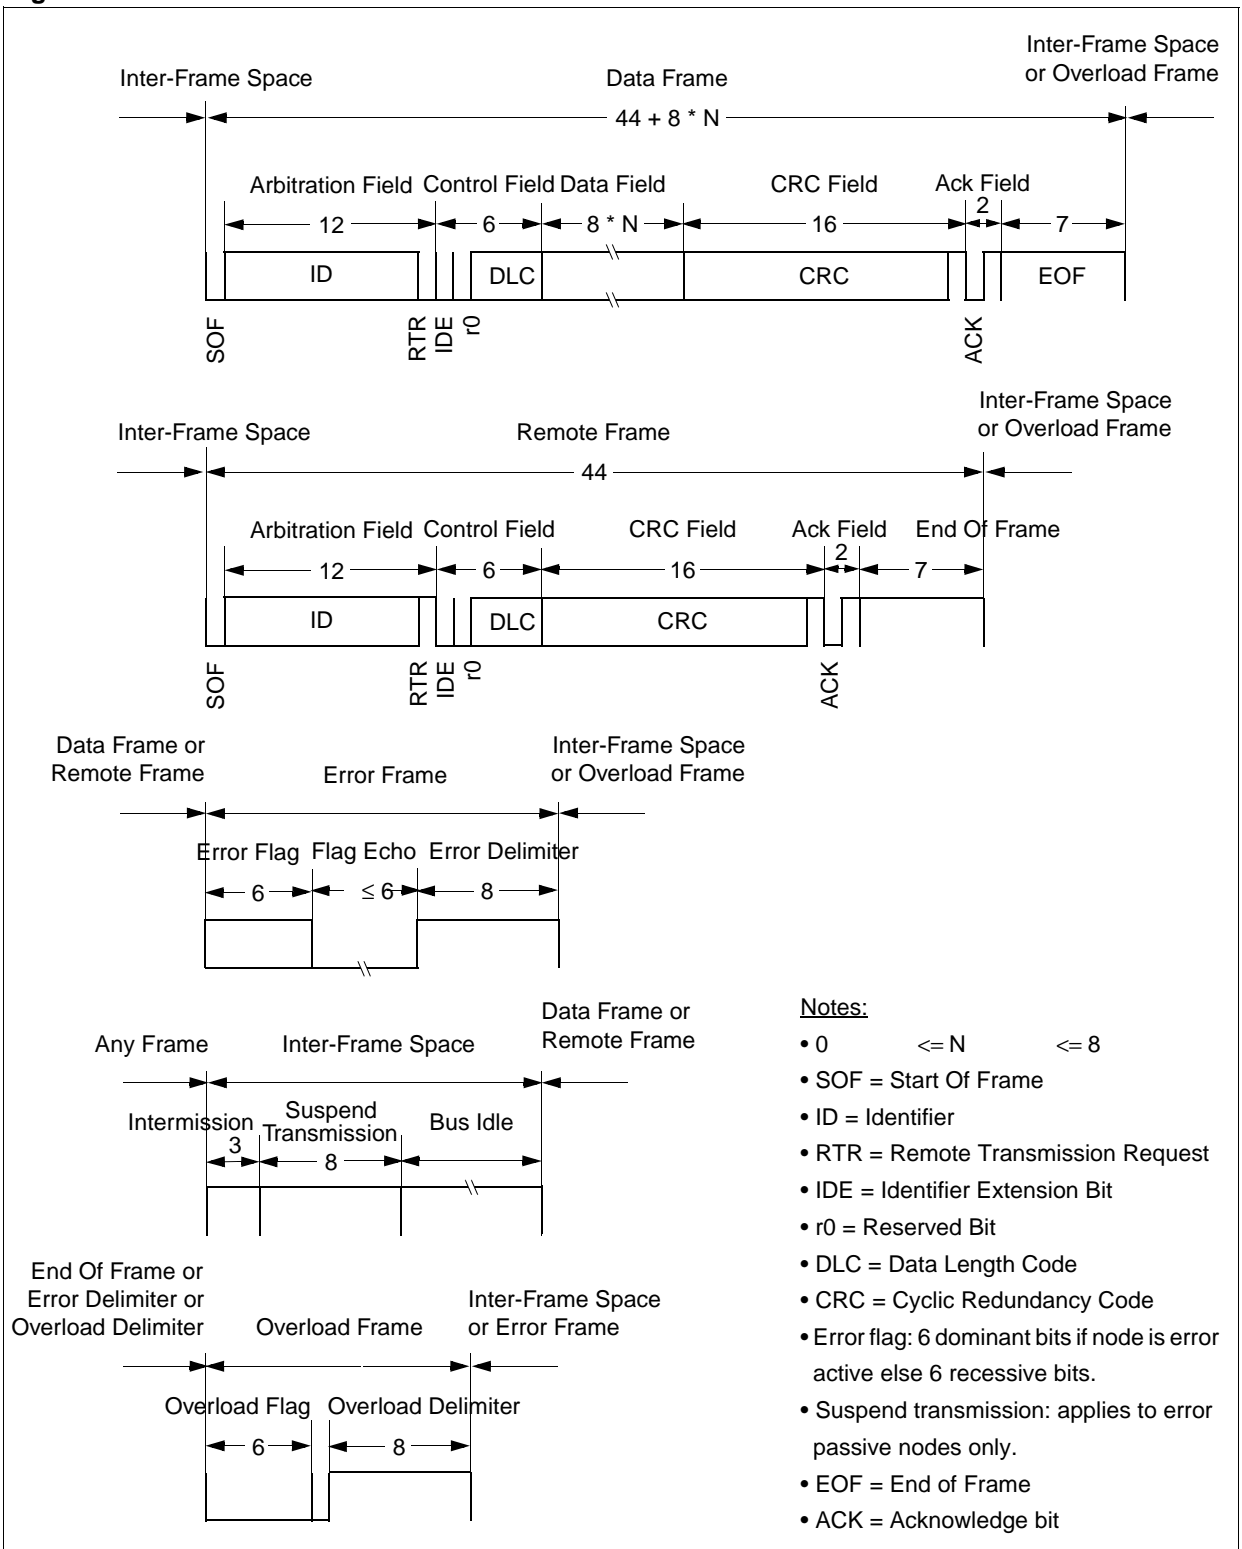 Inter-Frame Space
or Overload Frame
Inter-Frame Space
Data Frame
44 + 8 * N
Arbitration Field Control Field Data Field CRC Field Ack Field
12 6 8 * N 16 2 7
ID DLC CRC EOF
SOF RTR IDE r0 ACK
Inter-Frame Space
or Overload Frame
Inter-Frame Space
Remote Frame
44
Arbitration Field Control Field CRC Field Ack Field End Of Frame
12 6 16 2 7
ID DLC CRC
SOF RTR IDE r0 ACK
Data Frame or
Remote Frame
Error Frame
Inter-Frame Space
or Overload Frame
Error Flag Flag Echo Error Delimiter
6 ≤ 6 8
Any Frame
Inter-Frame Space
Data Frame or
Remote Frame
Intermission
Suspend
Transmission
Bus Idle
3 8
End Of Frame or
Error Delimiter or
Overload Delimiter
Overload Frame
Inter-Frame Space
or Error Frame
Overload Flag Overload Delimiter
6 8
Notes:
• 0 <= N <= 8
• SOF = Start Of Frame
• ID = Identifier
• RTR = Remote Transmission Request
• IDE = Identifier Extension Bit
• r0 = Reserved Bit
• DLC = Data Length Code
• CRC = Cyclic Redundancy Code
• Error flag: 6 dominant bits if node is error
active else 6 recessive bits.
• Suspend transmission: applies to error
passive nodes only.
• EOF = End of Frame
• ACK = Acknowledge bit